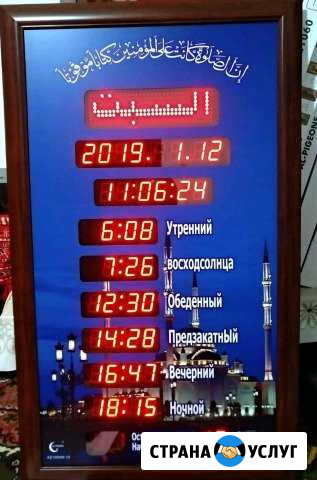 إن الصلوة كانت على المؤمنين كتابا موقوتا
السبت
2019. 1.12
11:06:24
6:08 Утренний
7:26 восходсолнца
12:30 Обеденный
14:28 Предзакатный
16:47 Вечерний
18:15 Ночной
СТРАНА УСЛУГ